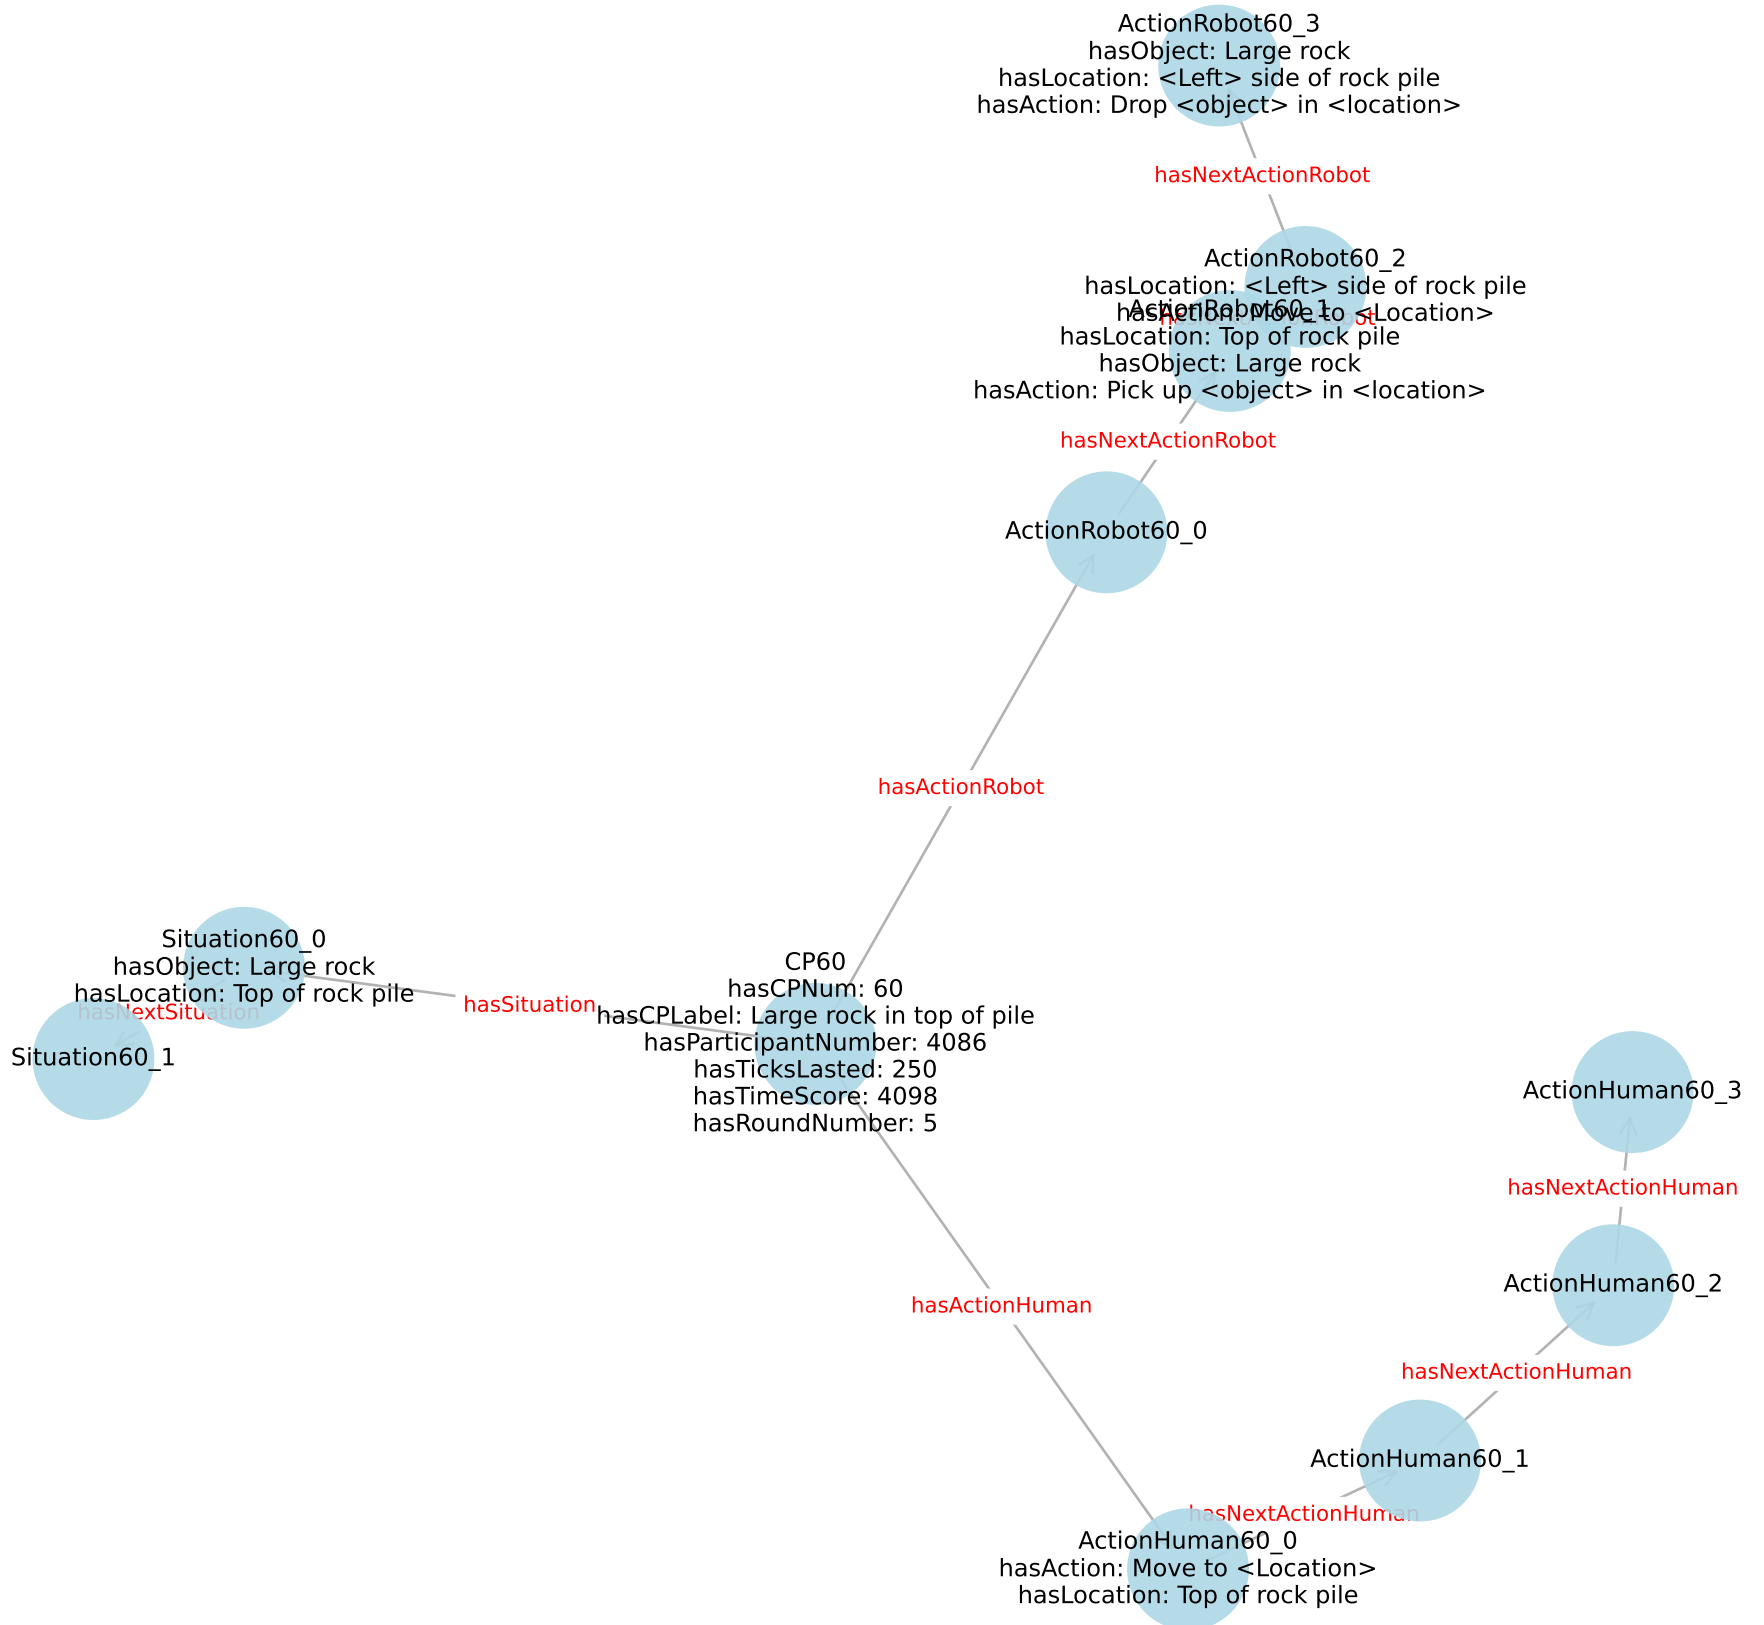 ActionRobot60_3
hasObject: Large rock
hasLocation: <Left> side of rock pile
hasAction: Drop <object> in <location>
hasNextActionRobot
ActionRobot60_2
hasLocation: <Left> side of rock pile
hasAction: Move to <Location>
ActionRobot60_1
hasLocation: Top of rock pile
hasObject: Large rock
hasAction: Pick up <object> in <location>
hasNextActionRobot
ActionRobot60_0
hasActionRobot
Situation60_0
hasObject: Large rock
hasLocation: Top of rock pile
hasNextSituation
Situation60_1
hasSituation
CP60
hasCPNum: 60
hasCPLabel: Large rock in top of pile
hasParticipantNumber: 4086
hasTicksLasted: 250
hasTimeScore: 4098
hasRoundNumber: 5
ActionHuman60_3
hasNextActionHuman
ActionHuman60_2
hasActionHuman
hasNextActionHuman
ActionHuman60_1
hasNextActionHuman
ActionHuman60_0
hasAction: Move to <Location>
hasLocation: Top of rock pile